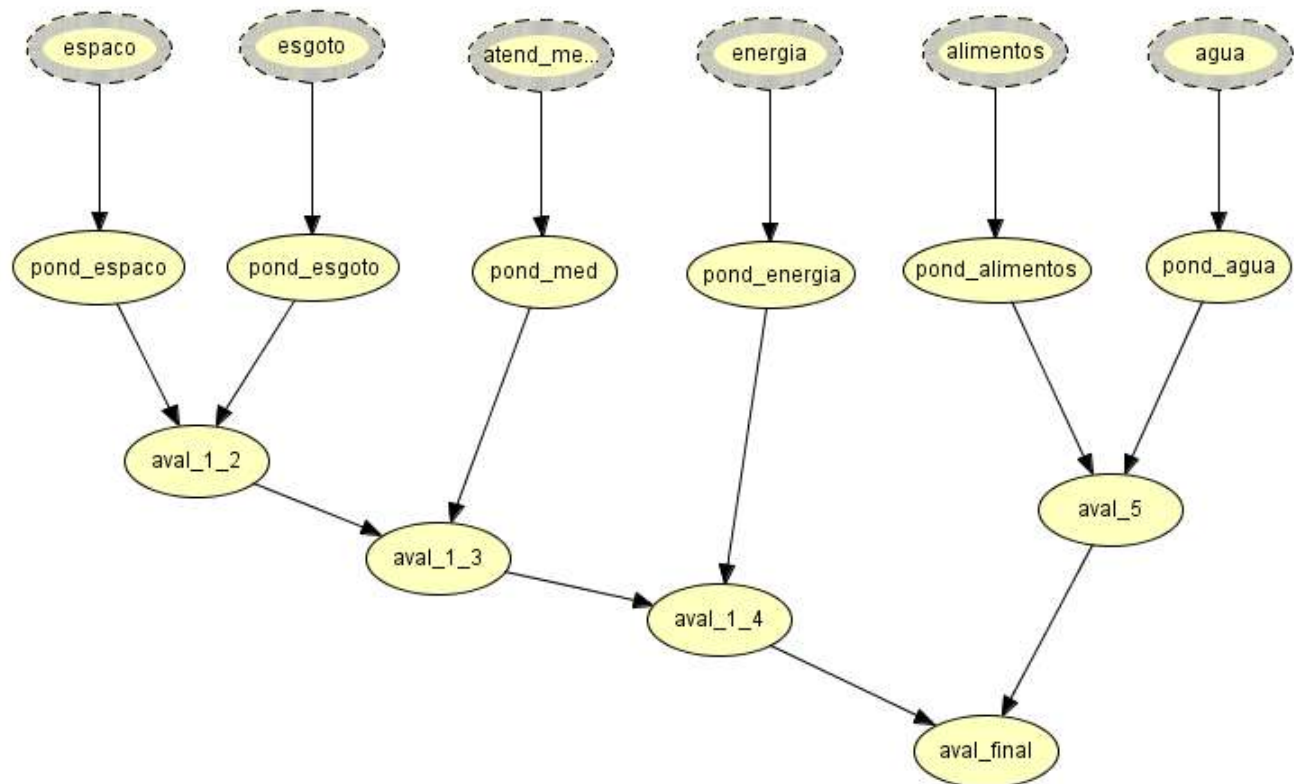 espaco
esgoto
atend_me...
energia
alimentos
agua
pond_espaco
pond_esgoto
pond_med
pond_energia
pond_alimentos
pond_agua
aval_1_2
aval_5
aval_1_3
aval_1_4
aval_final